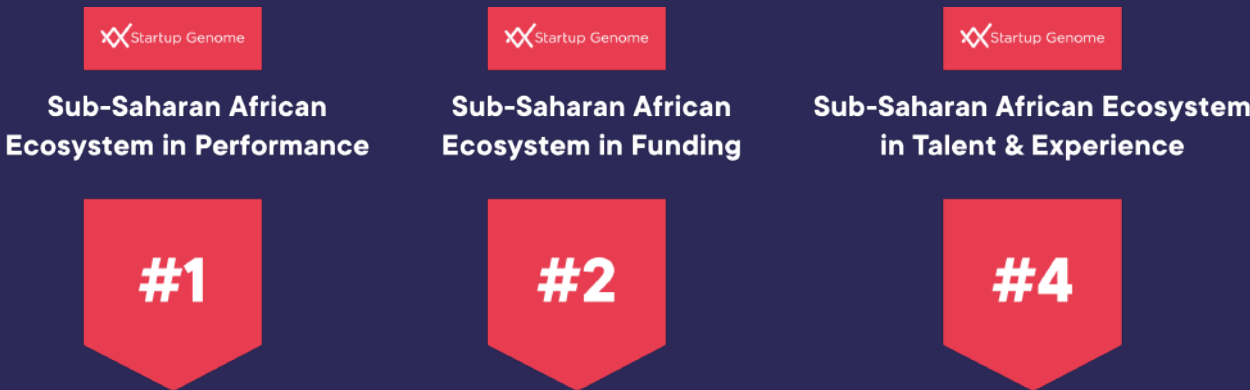 Startup Genome
Sub-Saharan African
Ecosystem in Performance
#1
Startup Genome
Sub-Saharan African
Ecosystem in Funding
#2
Startup Genome
Sub-Saharan African Ecosystem
in Talent & Experience
#4